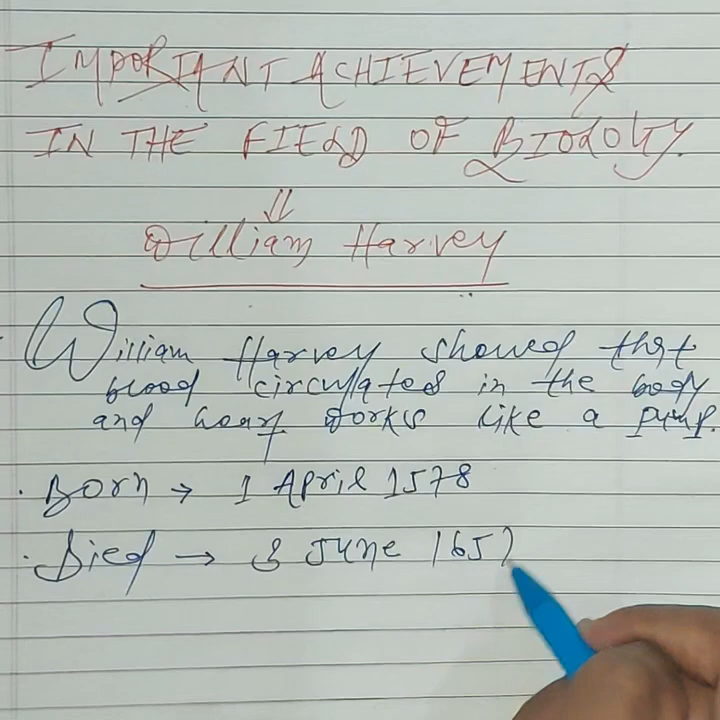 IMPORTANT ACHIEVEMENTS
IN THE FIELD OF BIOLOGY.
⇓
William Harvey
William Harvey showed that
blood circulated in the body
and heart works like a pump.
· Born → 1 April 1578
· Died → 3 June 1657